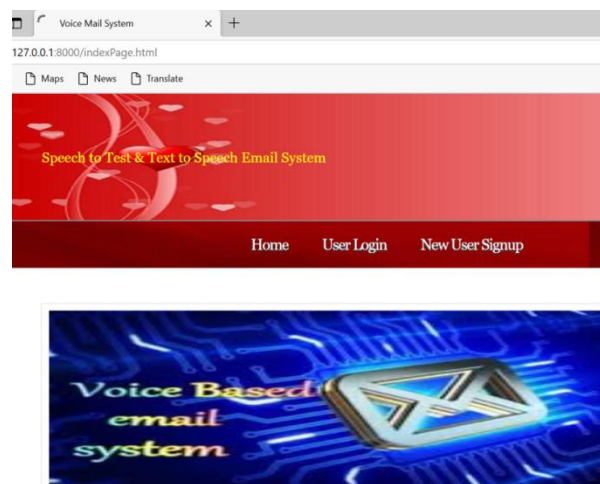 Voice Mail System
127.0.0.1:8000/indexPage.html
Maps News Translate
Speech to Test & Text to Speech Email System
Home User Login New User Signup
Voice Based
email
system